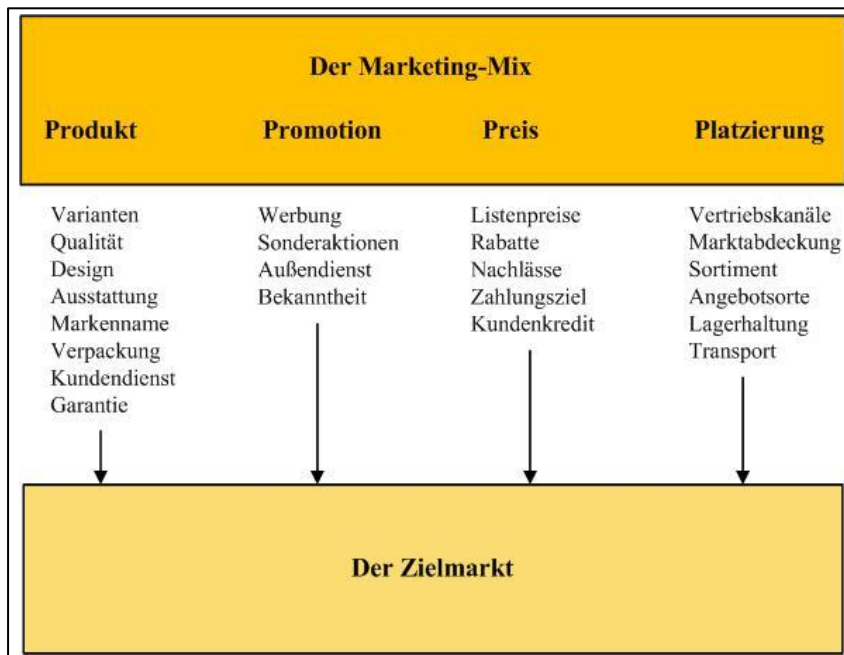 Der Marketing-Mix
Produkt Promotion Preis Platzierung
Varianten
Qualität
Design
Ausstattung
Markenname
Verpackung
Kundendienst
Garantie
Werbung
Sonderaktionen
Außendienst
Bekanntheit
Listenpreise
Rabatte
Nachlässe
Zahlungsziel
Kundenkredit
Vertriebskanäle
Marktabdeckung
Sortiment
Angebotsorte
Lagerhaltung
Transport
Der Zielmarkt